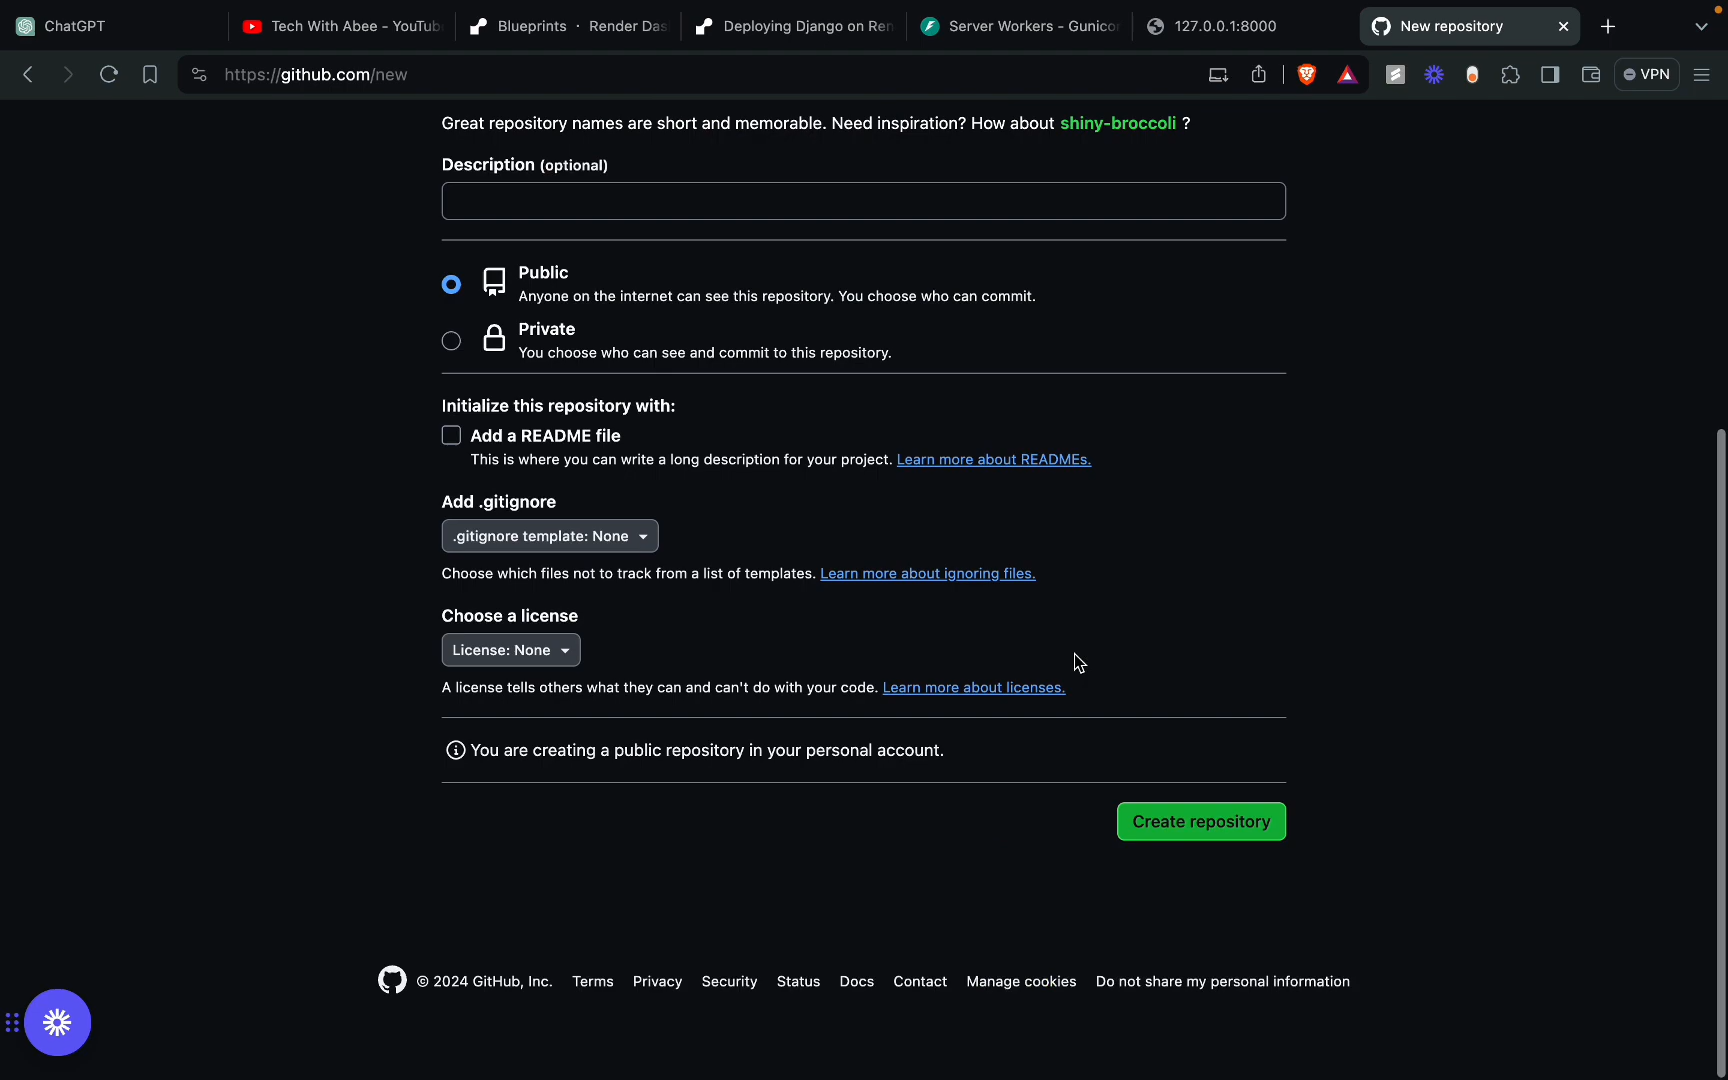 ChatGPT
Tech With Abee - YouTub
Blueprints · Render Das
Deploying Django on Ren
Server Workers - Gunico
127.0.0.1:8000
New repository
https://github.com/new
VPN
Great repository names are short and memorable. Need inspiration? How about shiny-broccoli ?
Description (optional)
Public
Anyone on the internet can see this repository. You choose who can commit.
Private
You choose who can see and commit to this repository.
Initialize this repository with:
Add a README file
This is where you can write a long description for your project. Learn more about READMEs.
Add .gitignore
.gitignore template: None
Choose which files not to track from a list of templates. Learn more about ignoring files.
Choose a license
License: None
A license tells others what they can and can't do with your code. Learn more about licenses.
You are creating a public repository in your personal account.
Create repository
© 2024 GitHub, Inc. Terms Privacy Security Status Docs Contact Manage cookies Do not share my personal information